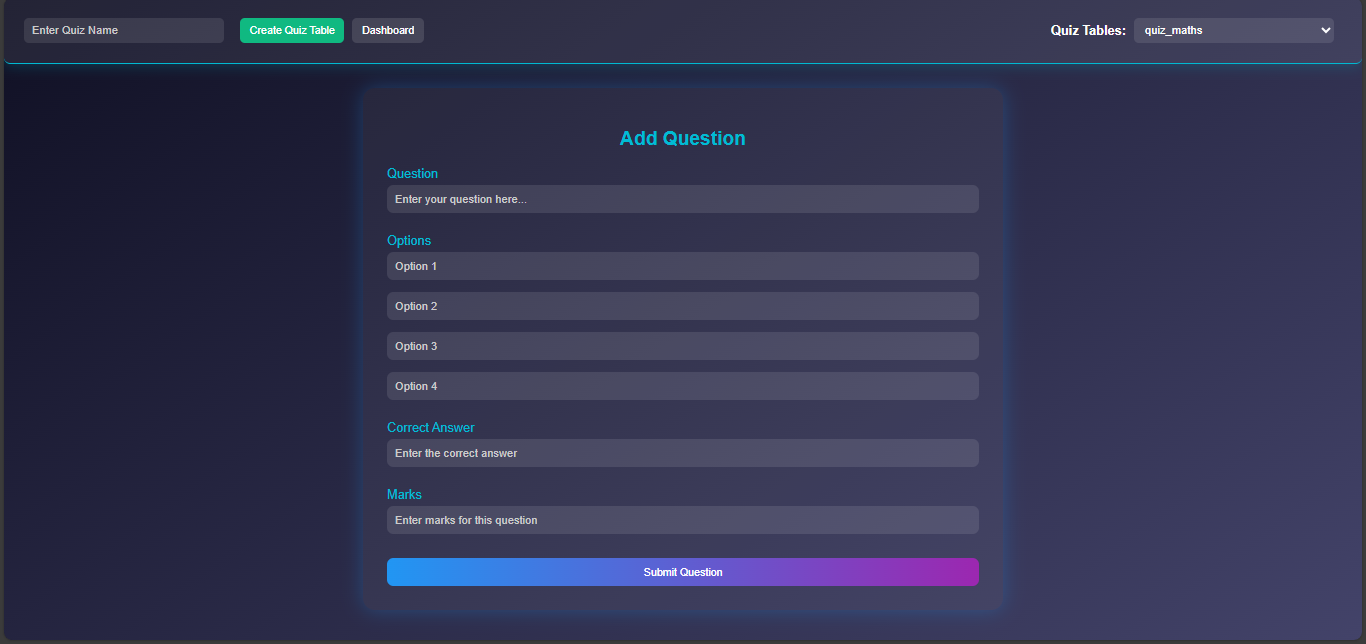 Enter Quiz Name
Create Quiz Table
Dashboard
Quiz Tables:
quiz_maths
Add Question
Question
Enter your question here...
Options
Option 1
Option 2
Option 3
Option 4
Correct Answer
Enter the correct answer
Marks
Enter marks for this question
Submit Question